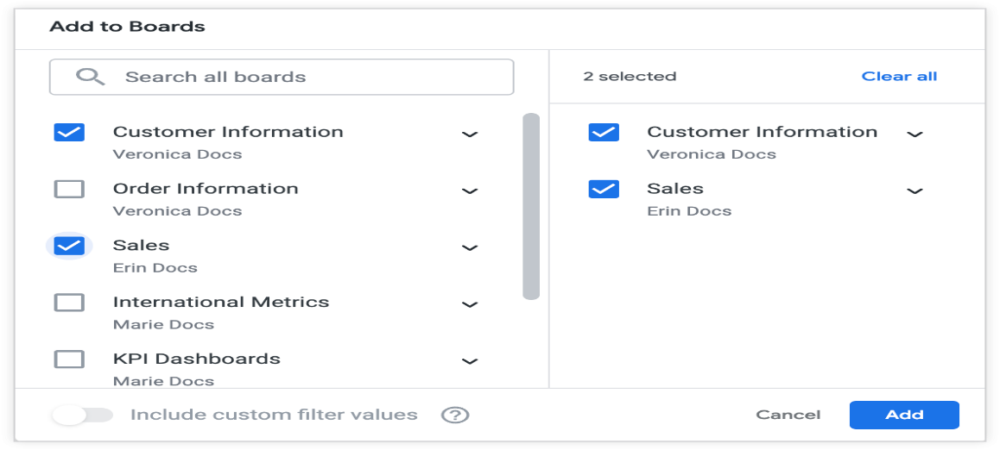 Add to Boards
Search all boards
Customer Information
Veronica Docs
Order Information
Veronica Docs
Sales
Erin Docs
International Metrics
Marie Docs
KPI Dashboards
Marie Docs
2 selected
Clear all
Customer Information
Veronica Docs
Sales
Erin Docs
Include custom filter values
?
Cancel
Add